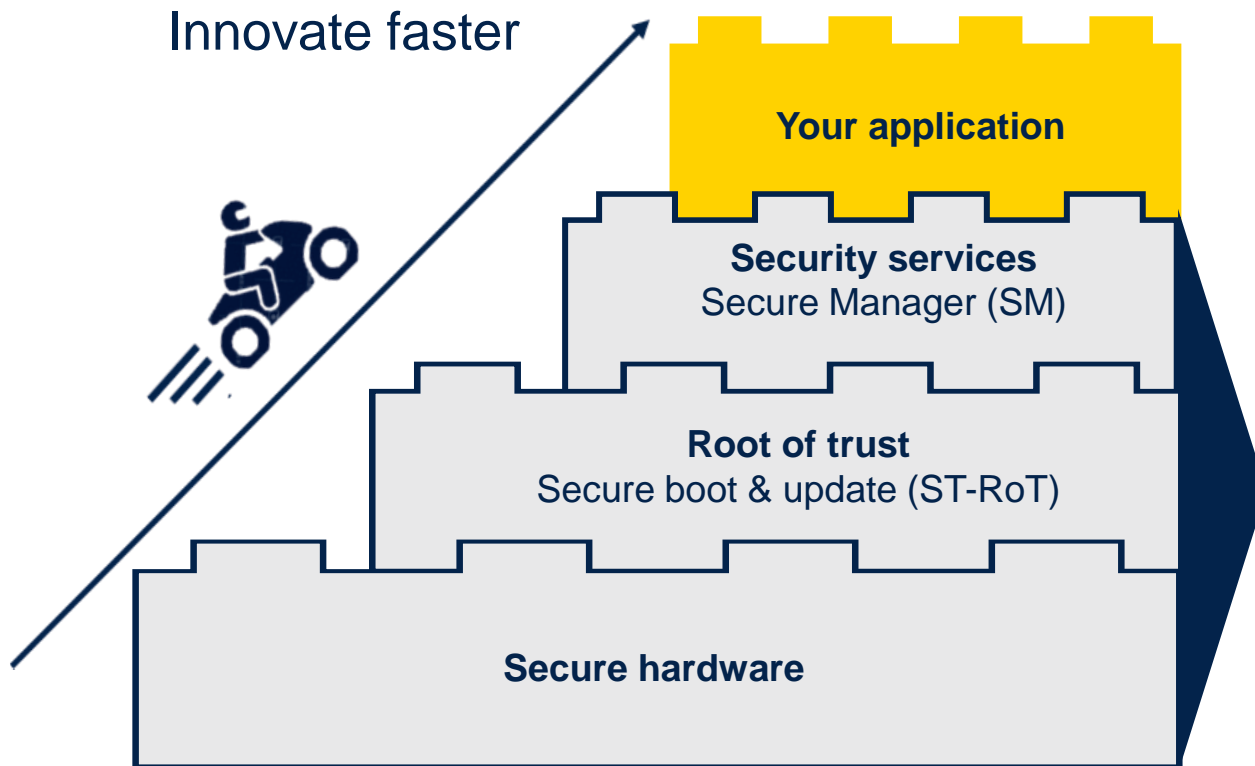 Innovate faster
Your application
Security services
Secure Manager (SM)
Root of trust
Secure boot & update (ST-RoT)
Secure hardware